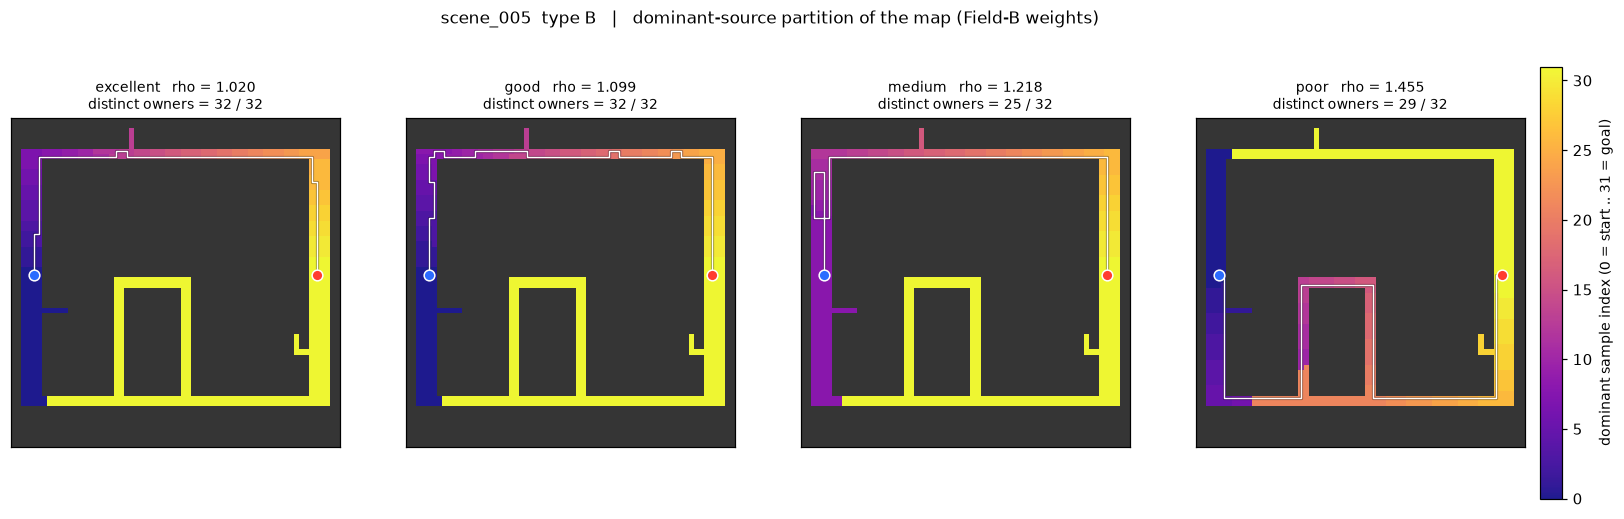 scene_005  type B   |   dominant-source partition of the map (Field-B weights)
excellent   rho = 1.020
distinct owners = 32 / 32
good   rho = 1.099
distinct owners = 32 / 32
medium   rho = 1.218
distinct owners = 25 / 32
poor   rho = 1.455
distinct owners = 29 / 32
30
25
20
15
10
5
0
dominant sample index (0 = start .. 31 = goal)